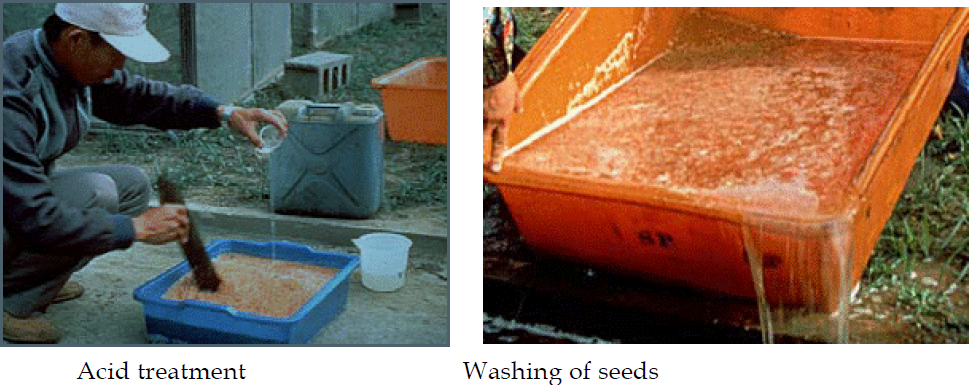 Acid treatment
Washing of seeds